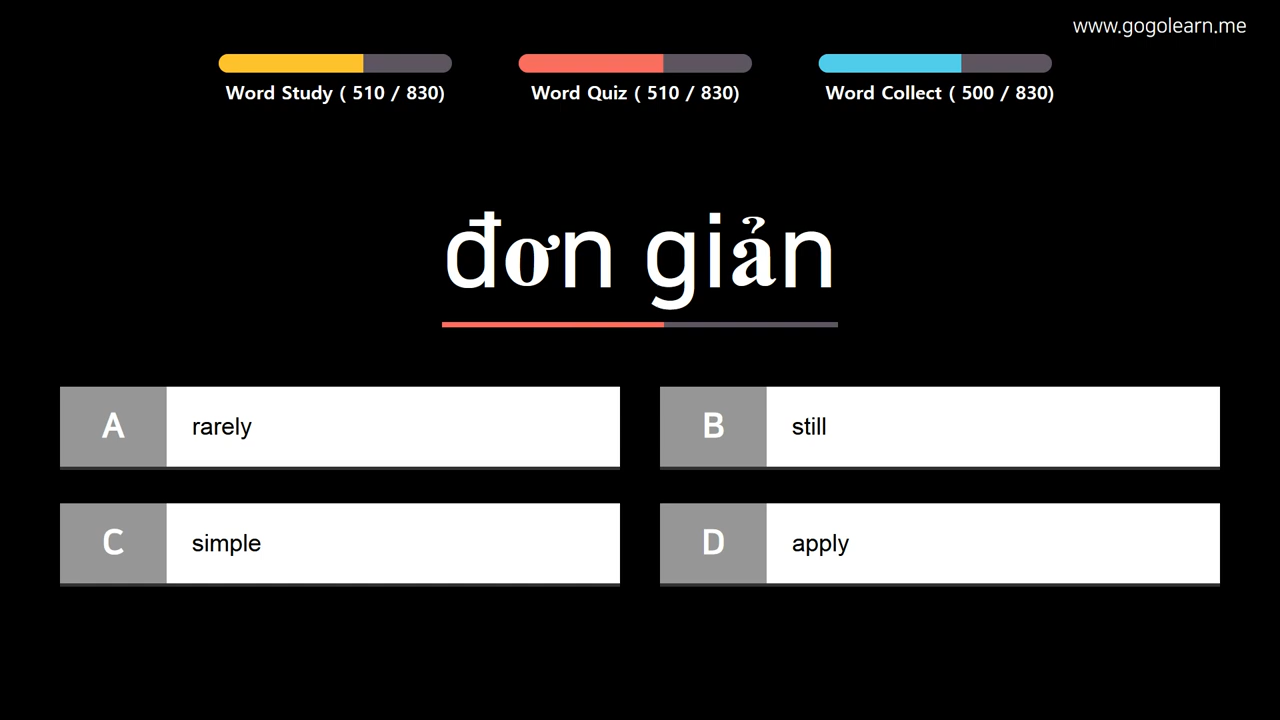 www.gogolearn.me
Word Study ( 510 / 830)
Word Quiz ( 510 / 830)
Word Collect ( 500 / 830)
đơn giản
A rarely
B still
C simple
D apply